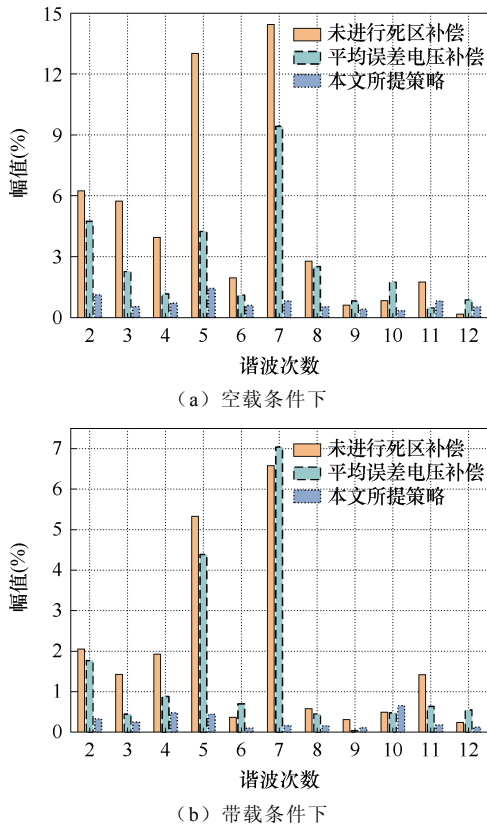 15
12
9
6
3
0
幅值(%)
未进行死区补偿
平均误差电压补偿
本文所提策略
2 3 4 5 6 7 8 9 10 11 12
谐波次数
（a）空载条件下
7
6
5
4
3
2
1
0
幅值(%)
未进行死区补偿
平均误差电压补偿
本文所提策略
2 3 4 5 6 7 8 9 10 11 12
谐波次数
（b）带载条件下